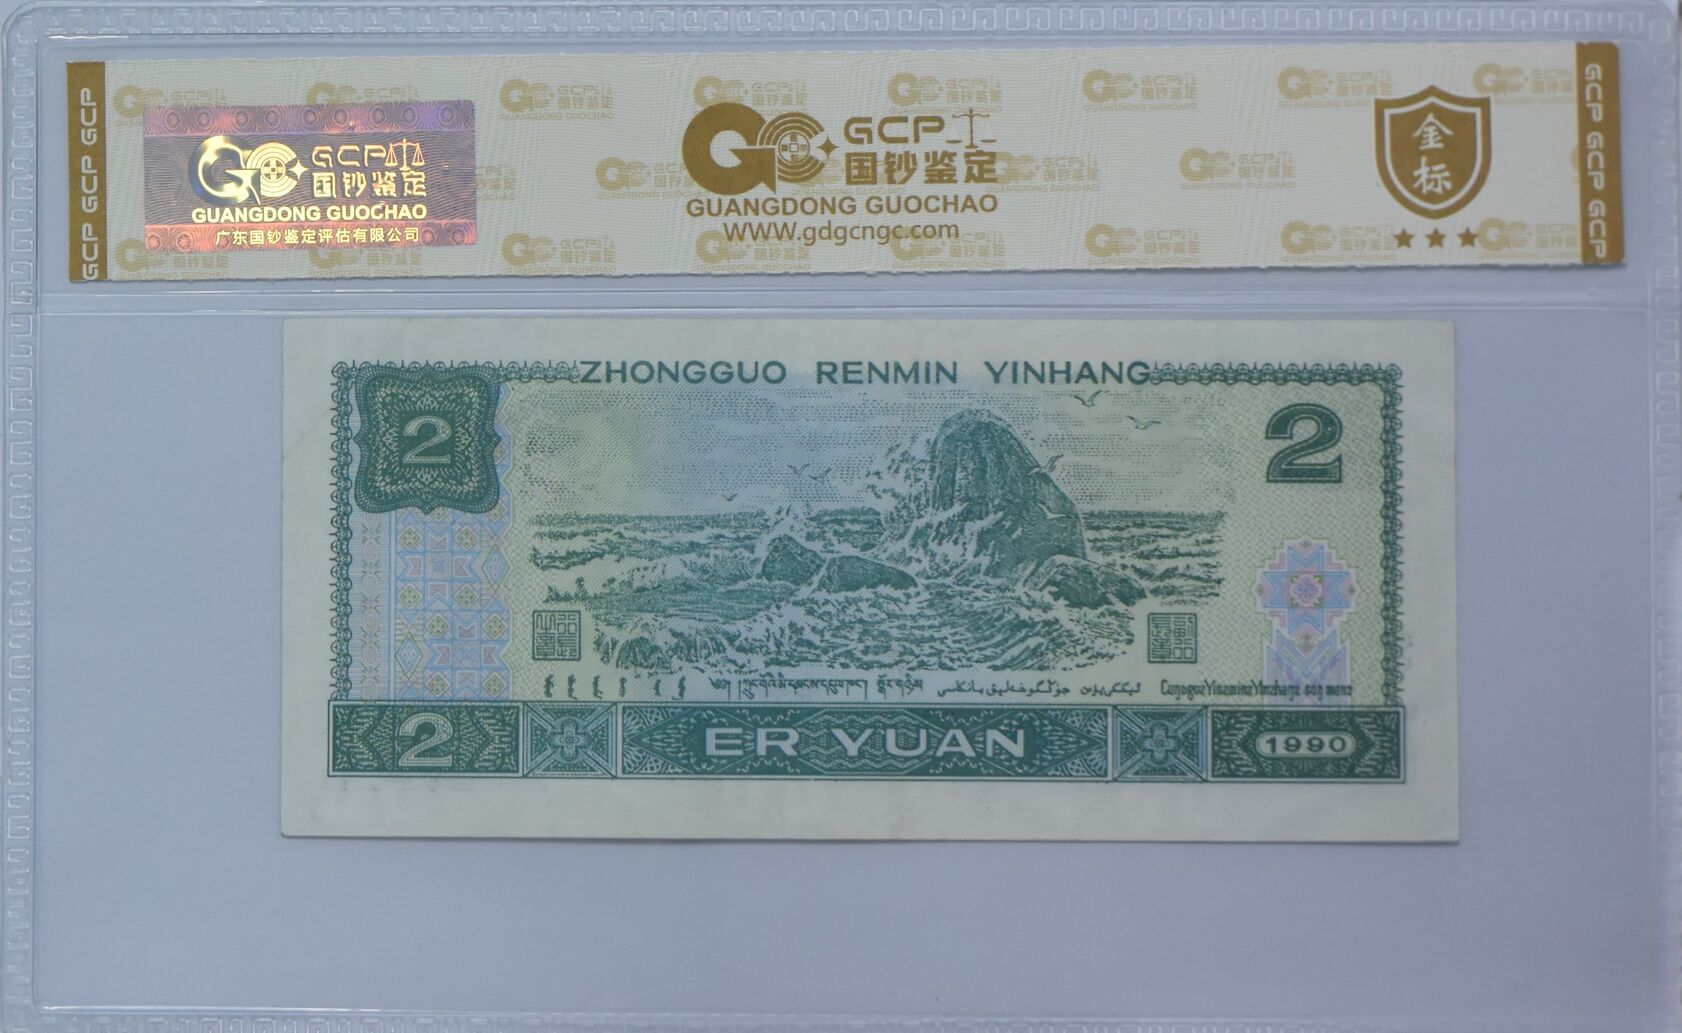 GCP GCP GCP
GCP
国钞鉴定
GUANGDONG GUOCHAO
广东国钞鉴定评估有限公司
GCP
国钞鉴定
GUANGDONG GUOCHAO
WWW.gdgcngc.com
金标
GCP GCP GCP
ZHONGGUO RENMIN YINHANG
2
2
2
ER YUAN
1990